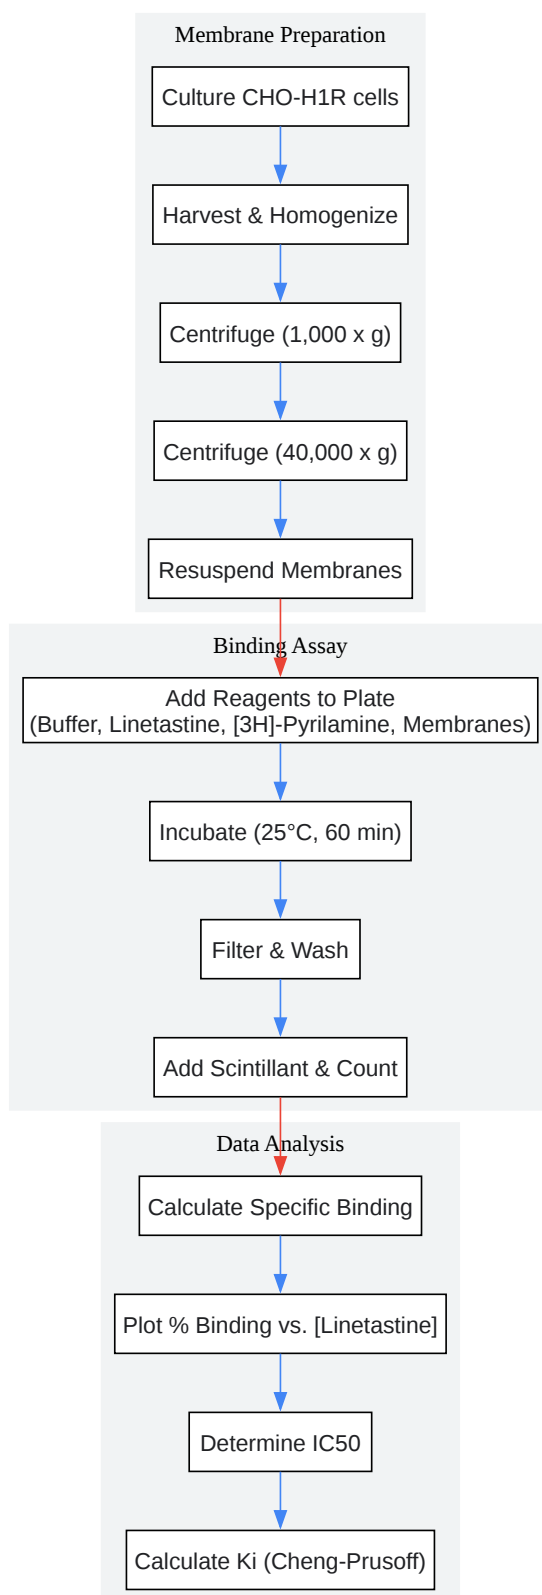 Membrane Preparation
Culture CHO-H1R cells
Harvest & Homogenize
Centrifuge (1,000 x g)
Centrifuge (40,000 x g)
Resuspend Membranes
Binding Assay
Add Reagents to Plate
(Buffer, Linetastine, [3H]-Pyrilamine, Membranes)
Incubate (25°C, 60 min)
Filter & Wash
Add Scintillant & Count
Data Analysis
Calculate Specific Binding
Plot % Binding vs. [Linetastine]
Determine IC50
Calculate Ki (Cheng-Prusoff)